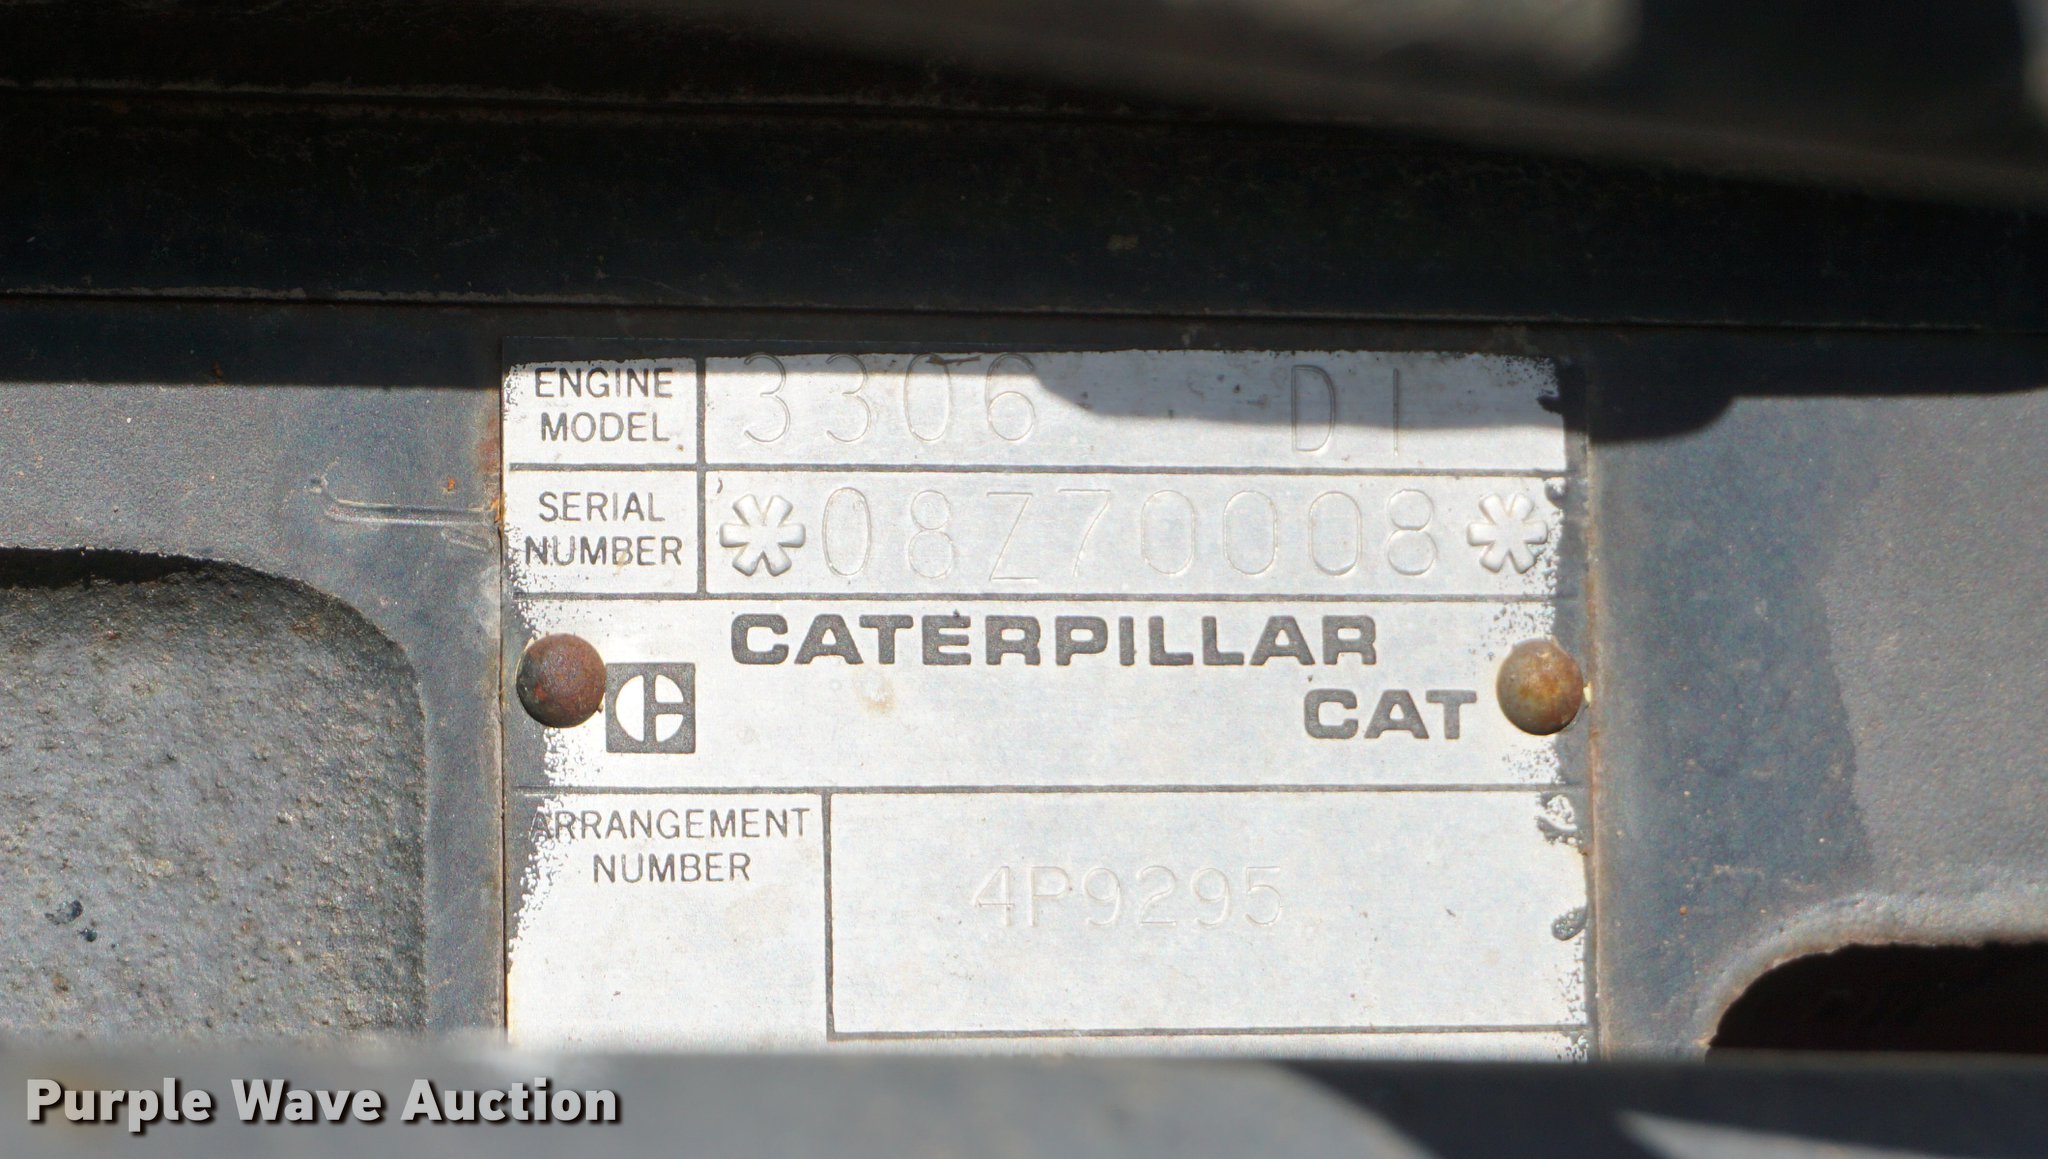 ENGINE MODEL 3306 DI
SERIAL NUMBER *08Z70008*
CATERPILLAR
CAT
ARRANGEMENT NUMBER 4P9295
Purple Wave Auction